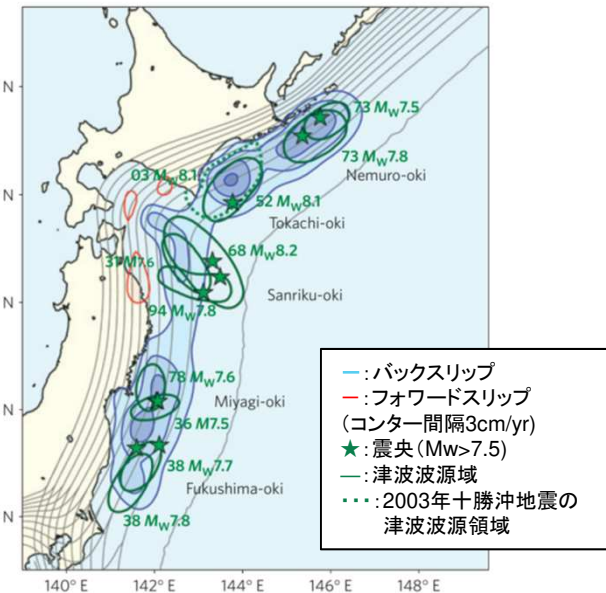 N
73 Mw7.5
73 Mw7.8
03 Mw8.1
Nemuro-oki
N
52 Mw8.1
Tokachi-oki
68 Mw8.2
31 M7.6
Sanriku-oki
N
94 Mw7.8
78 Mw7.6
Miyagi-oki
N
36 M7.5
38 Mw7.7
Fukushima-oki
N
38 Mw7.8
140° E
142° E
144° E
146° E
148° E
ー:バックスリップ
ー:フォワードスリップ
(コンター間隔3cm/yr)
★:震央(Mw>7.5)
―:津波波源域
・・・:2003年十勝沖地震の
津波波源領域